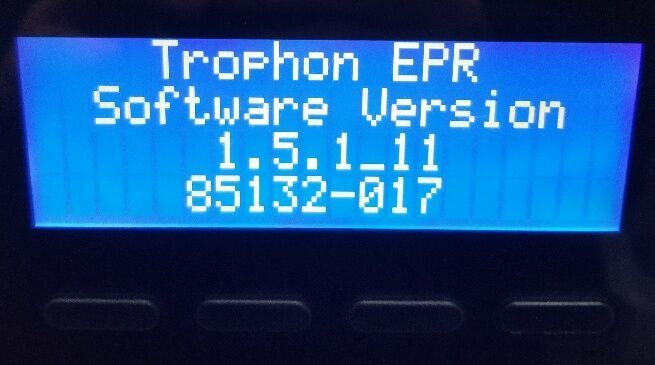 Trophon EPR
Software Version
1.5.1_11
85132-017